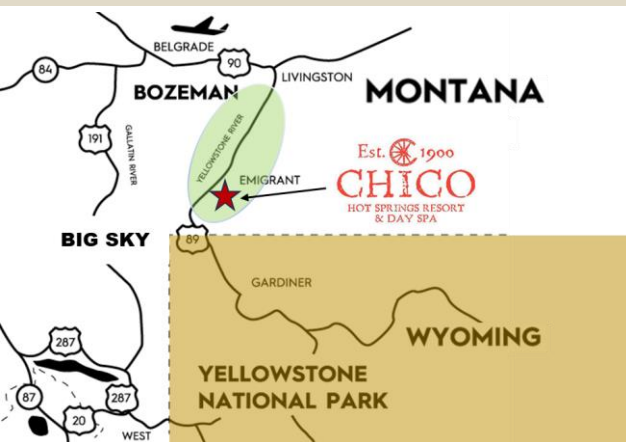 BELGRADE
90
84
LIVINGSTON
BOZEMAN
MONTANA
191
GALLATIN RIVER
YELLOWSTONE RIVER
Est. 1900
CHICO
HOT SPRINGS RESORT
& DAY SPA
EMIGRANT
BIG SKY
89
GARDINER
WYOMING
287
YELLOWSTONE
NATIONAL PARK
87
287
20
WEST